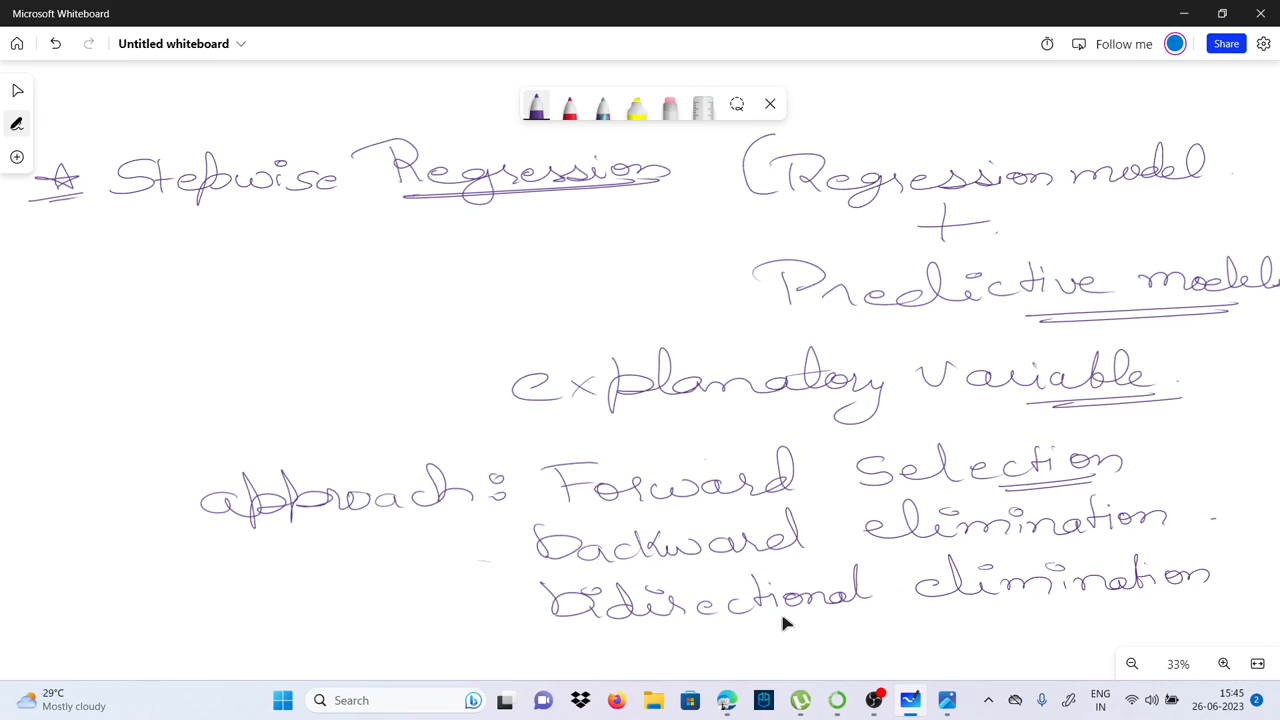 Microsoft Whiteboard
Untitled whiteboard
Follow me
Share
☆ Stepwise Regression (Regression model
+
Predictive model
explanatory variable
approach: Forward Selection
backward elimination
bidirectional elimination
33%
29°C
Mostly cloudy
Search
ENG
IN
15:45
26-06-2023
2